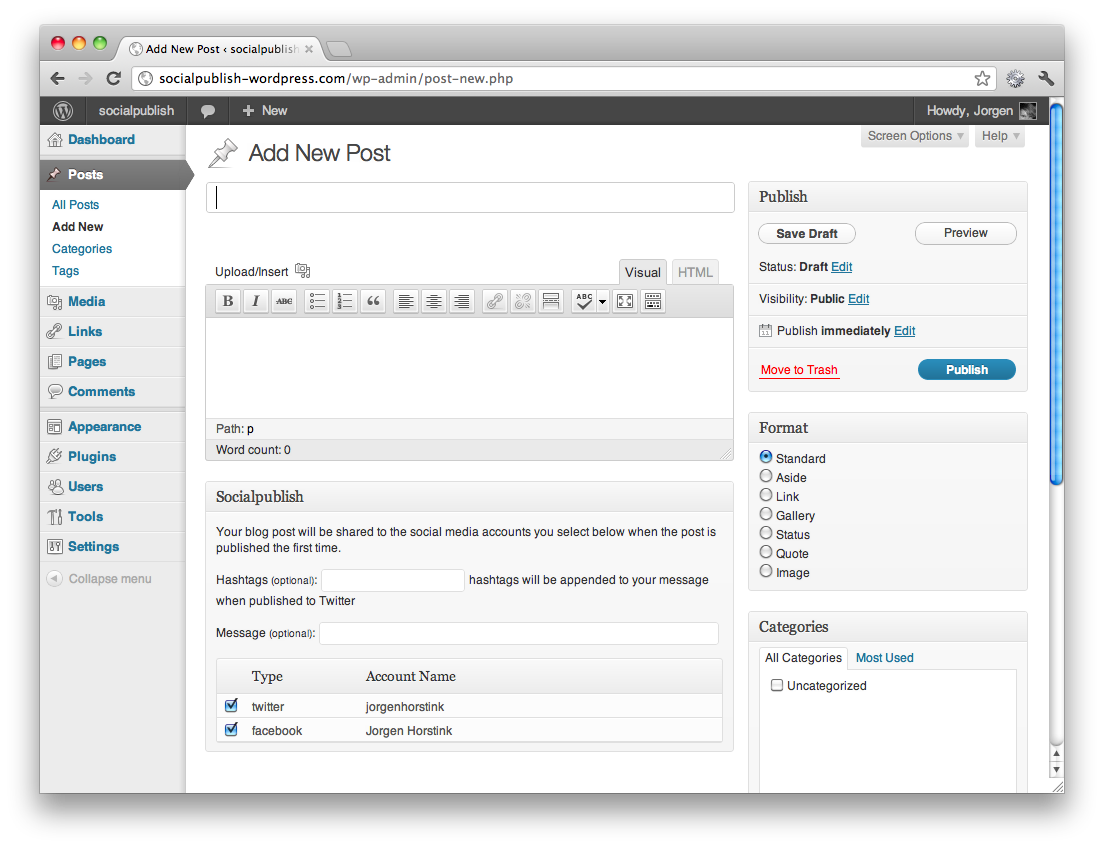 Add New Post ‹ socialpublish
socialpublish-wordpress.com/wp-admin/post-new.php
socialpublish
New
Howdy, Jorgen
Screen Options
Help
Dashboard
Posts
All Posts
Add New
Categories
Tags
Media
Links
Pages
Comments
Appearance
Plugins
Users
Tools
Settings
Collapse menu
Add New Post
Upload/Insert
Visual
HTML
B I ABC
ABC
Path: p
Word count: 0
Socialpublish
Your blog post will be shared to the social media accounts you select below when the post is
published the first time.
Hashtags (optional): hashtags will be appended to your message
when published to Twitter
Message (optional):
Type Account Name
twitter jorgenhorstink
facebook Jorgen Horstink
Publish
Save Draft Preview
Status: Draft Edit
Visibility: Public Edit
Publish immediately Edit
Move to Trash Publish
Format
Standard
Aside
Link
Gallery
Status
Quote
Image
Categories
All Categories Most Used
Uncategorized